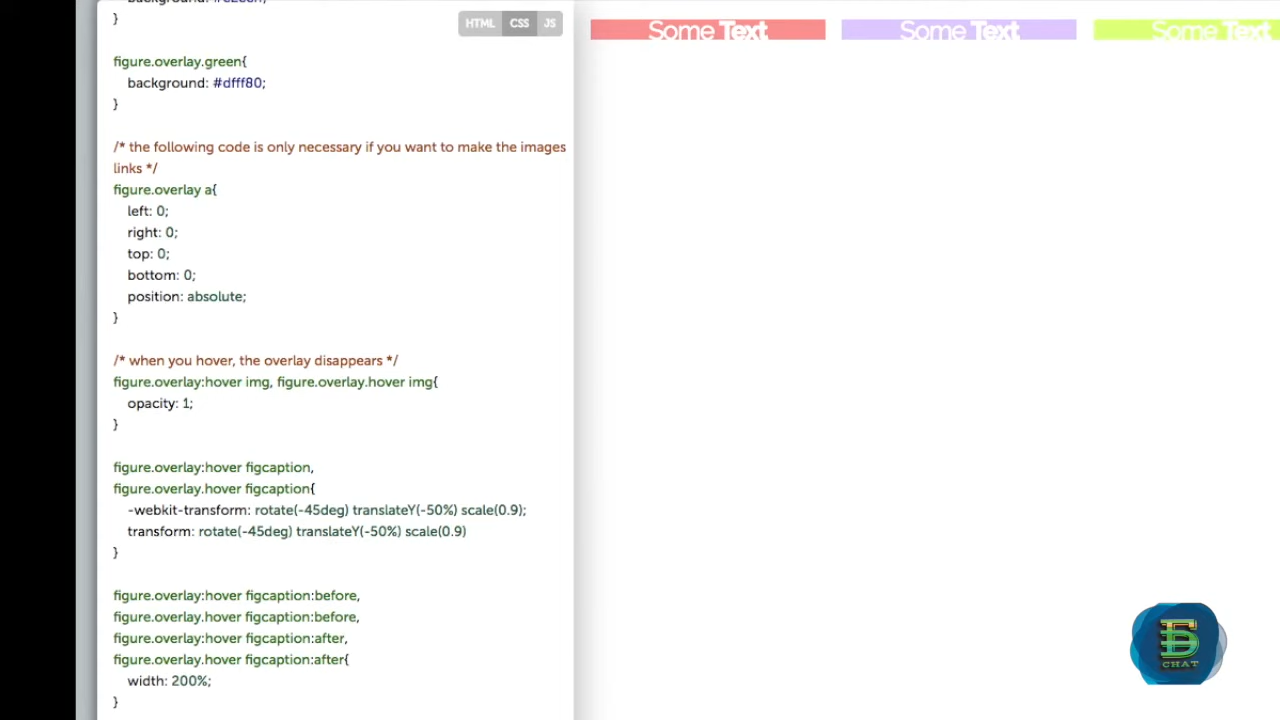 }
HTML CSS JS
figure.overlay.green{
background: #dfff80;
}
/* the following code is only necessary if you want to make the images
links */
figure.overlay a{
left: 0;
right: 0;
top: 0;
bottom: 0;
position: absolute;
}
/* when you hover, the overlay disappears */
figure.overlay:hover img, figure.overlay.hover img{
opacity: 1;
}
figure.overlay:hover figcaption,
figure.overlay.hover figcaption{
-webkit-transform: rotate(-45deg) translateY(-50%) scale(0.9);
transform: rotate(-45deg) translateY(-50%) scale(0.9)
}
figure.overlay:hover figcaption:before,
figure.overlay.hover figcaption:before,
figure.overlay:hover figcaption:after,
figure.overlay.hover figcaption:after{
width: 200%;
}
Some Text
Some Text
Some Text
CHAT